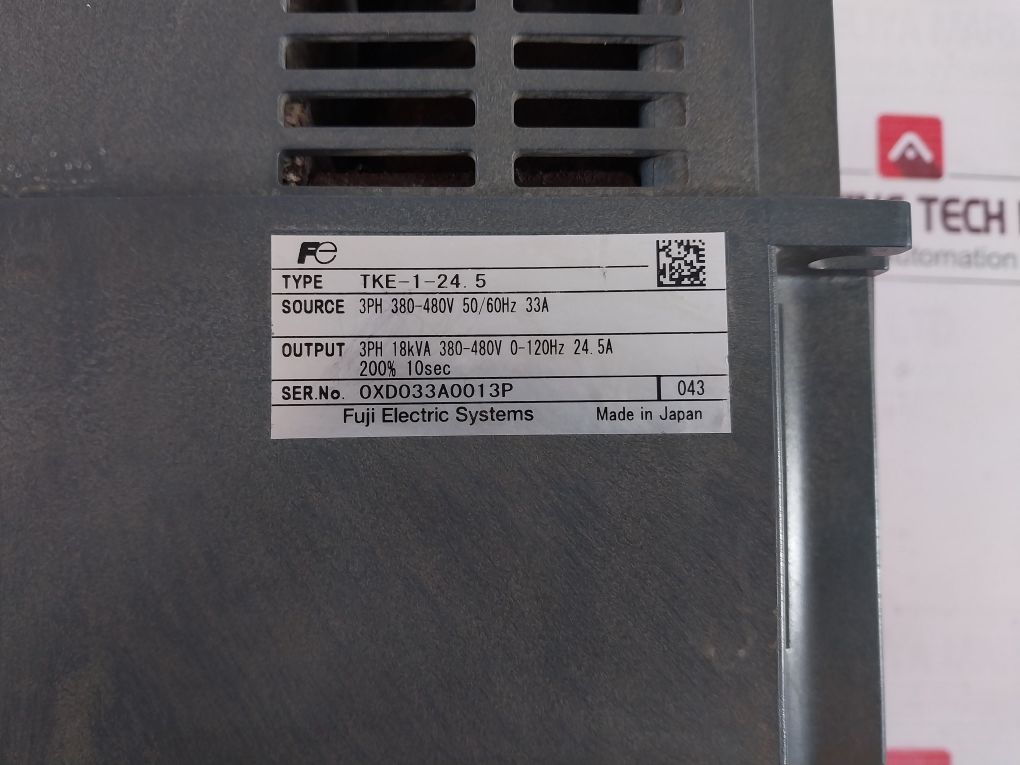 Fe
TYPE TKE-1-24.5
SOURCE 3PH 380-480V 50/60Hz 33A
OUTPUT 3PH 18kVA 380-480V 0-120Hz 24.5A
200% 10sec
SER.No. 0XD033A0013P 043
Fuji Electric Systems Made in Japan
TECH